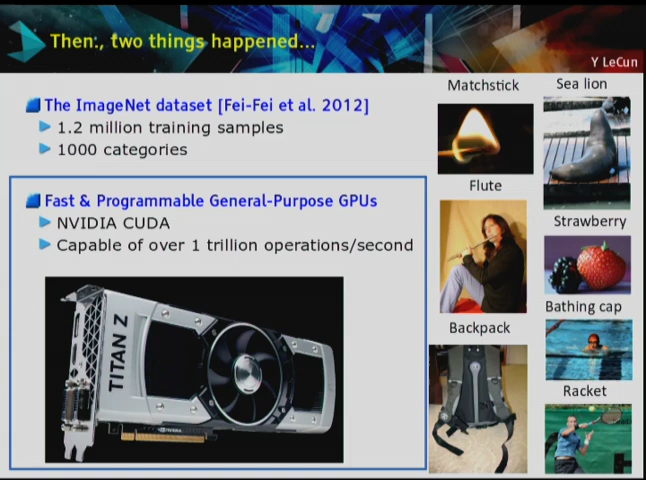 Then:, two things happened...
Y LeCun
The ImageNet dataset [Fei-Fei et al. 2012]
1.2 million training samples
1000 categories
Fast & Programmable General-Purpose GPUs
NVIDIA CUDA
Capable of over 1 trillion operations/second
TITAN Z
NVIDIA
Matchstick
Sea lion
Flute
Strawberry
Backpack
Bathing cap
Racket